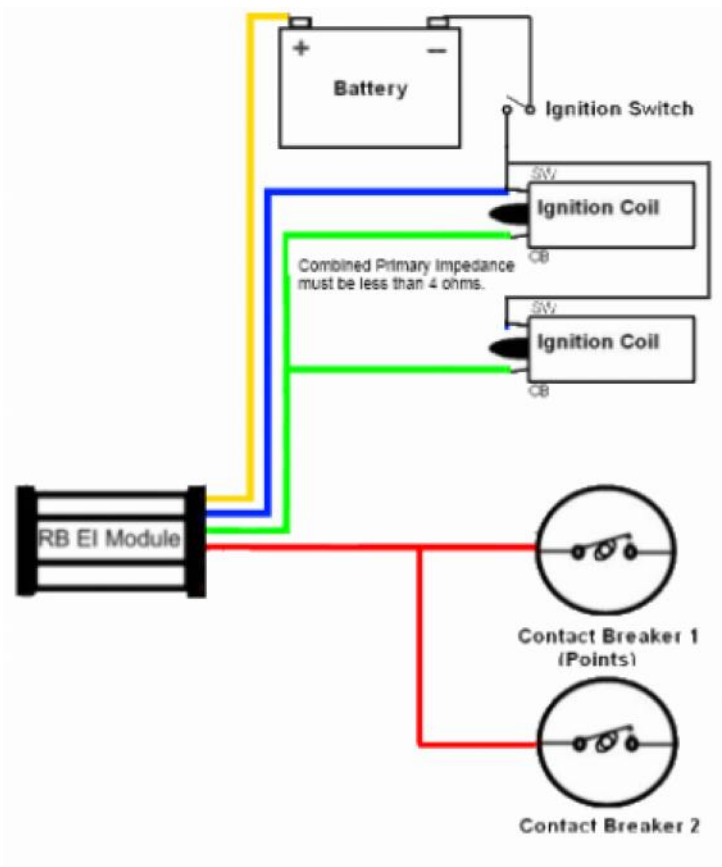 +
−
Battery
Ignition Switch
SW
Ignition Coil
CB
Combined Primary Impedance
must be less than 4 ohms.
SW
Ignition Coil
CB
RB EI Module
Contact Breaker 1
(Points)
Contact Breaker 2